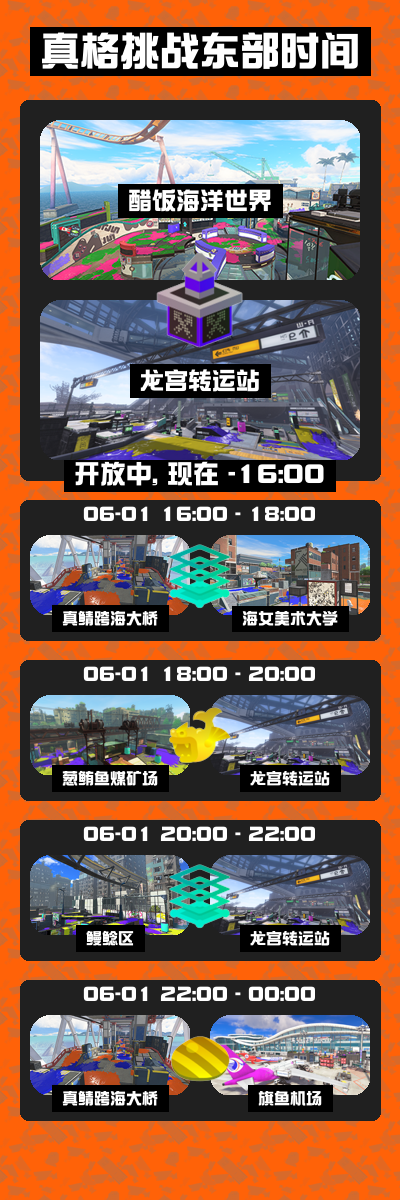 真格挑战东部时间
醋饭海洋世界
龙宫转运站
开放中, 现在 -16:00
06-01 16:00 - 18:00
真鲭跨海大桥
海女美术大学
06-01 18:00 - 20:00
葱鲔鱼煤矿场
龙宫转运站
06-01 20:00 - 22:00
鳗鲶区
龙宫转运站
06-01 22:00 - 00:00
真鲭跨海大桥
旗鱼机场